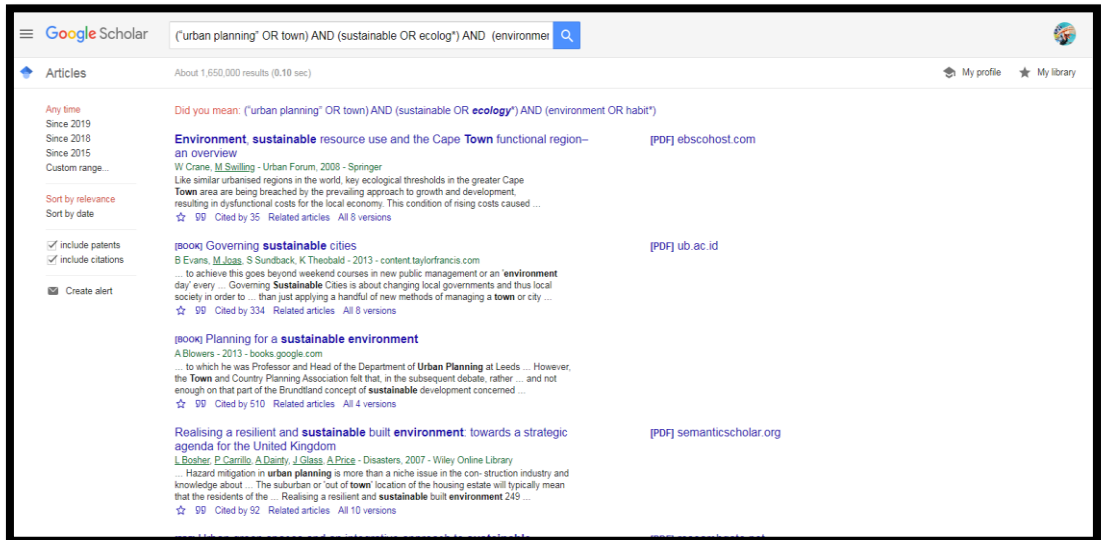 Google Scholar
("urban planning" OR town) AND (sustainable OR ecolog*) AND (environmer
Articles
About 1,650,000 results (0.10 sec)
My profile
My library
Any time
Since 2019
Since 2018
Since 2015
Custom range...
Sort by relevance
Sort by date
include patents
include citations
Create alert
Did you mean: ("urban planning" OR town) AND (sustainable OR ecology*) AND (environment OR habit*)
Environment, sustainable resource use and the Cape Town functional region–
an overview
W Crane, M Swilling - Urban Forum, 2008 - Springer
Like similar urbanised regions in the world, key ecological thresholds in the greater Cape
Town area are being breached by the prevailing approach to growth and development,
resulting in dysfunctional costs for the local economy. This condition of rising costs caused ...
Cited by 35 Related articles All 8 versions
[PDF] ebscohost.com
[BOOK] Governing sustainable cities
B Evans, M Joas, S Sundback, K Theobald - 2013 - content.taylorfrancis.com
... to achieve this goes beyond weekend courses in new public management or an 'environment
day' every ... Governing Sustainable Cities is about changing local governments and thus local
society in order to ... than just applying a handful of new methods of managing a town or city ...
Cited by 334 Related articles All 8 versions
[PDF] ub.ac.id
[BOOK] Planning for a sustainable environment
A Blowers - 2013 - books.google.com
... to which he was Professor and Head of the Department of Urban Planning at Leeds ... However,
the Town and Country Planning Association felt that, in the subsequent debate, rather ... and not
enough on that part of the Brundtland concept of sustainable development concerned ...
Cited by 510 Related articles All 4 versions
Realising a resilient and sustainable built environment: towards a strategic
agenda for the United Kingdom
L Bosher, P Carrillo, A Dainty, J Glass, A Price - Disasters, 2007 - Wiley Online Library
... Hazard mitigation in urban planning is more than a niche issue in the con- struction industry and
knowledge about ... The suburban or 'out of town' location of the housing estate will typically mean
that the residents of the ... Realising a resilient and sustainable built environment 249 ...
Cited by 92 Related articles All 10 versions
[PDF] semanticscholar.org